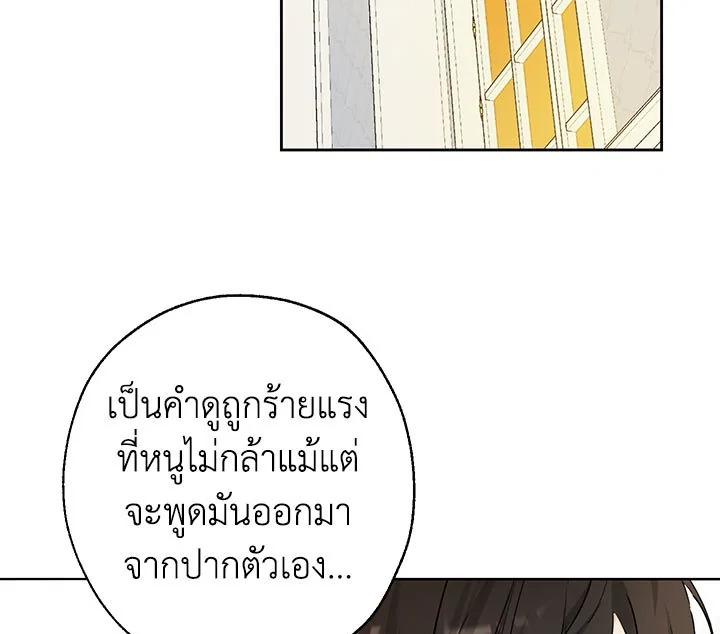 เป็นคำดูถูกร้ายแรง
ที่หนูไม่กล้าแม้แต่
จะพูดมันออกมา
จากปากตัวเอง...